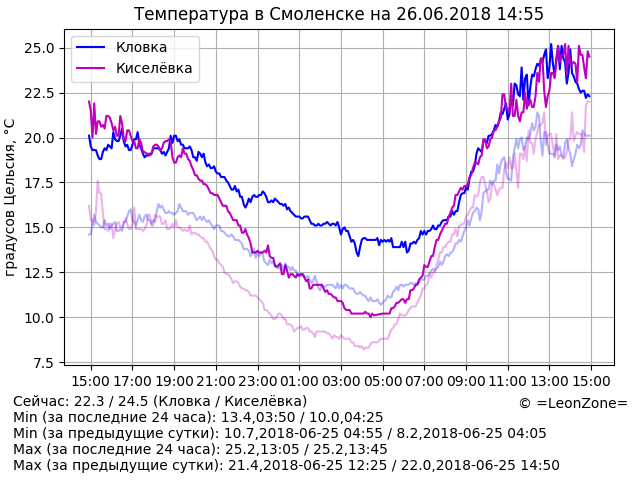 Температура в Смоленске на 26.06.2018 14:55
Кловка
Киселёвка
градусов Цельсия, °C
25.0
22.5
20.0
17.5
15.0
12.5
10.0
7.5
15:00 17:00 19:00 21:00 23:00 01:00 03:00 05:00 07:00 09:00 11:00 13:00 15:00
Сейчас: 22.3 / 24.5 (Кловка / Киселёвка)
© =LeonZone=
Min (за последние 24 часа): 13.4,03:50 / 10.0,04:25
Min (за предыдущие сутки): 10.7,2018-06-25 04:55 / 8.2,2018-06-25 04:05
Max (за последние 24 часа): 25.2,13:05 / 25.2,13:45
Max (за предыдущие сутки): 21.4,2018-06-25 12:25 / 22.0,2018-06-25 14:50